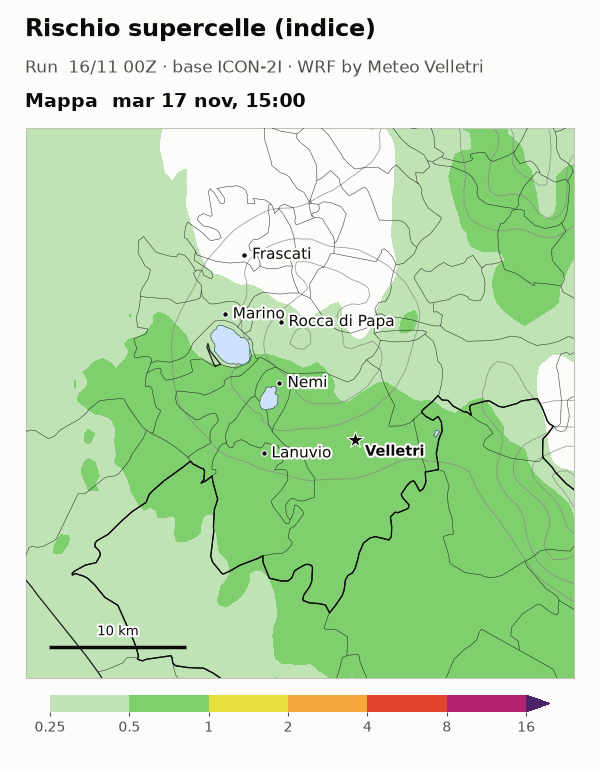 Rischio supercelle (indice)
Run  16/11 00Z · base ICON-2I · WRF by Meteo Velletri
Mappa  mar 17 nov, 15:00
Frascati
Marino
Rocca di Papa
Nemi
Velletri
Lanuvio
10 km
0.25 0.5 1 2 4 8 16